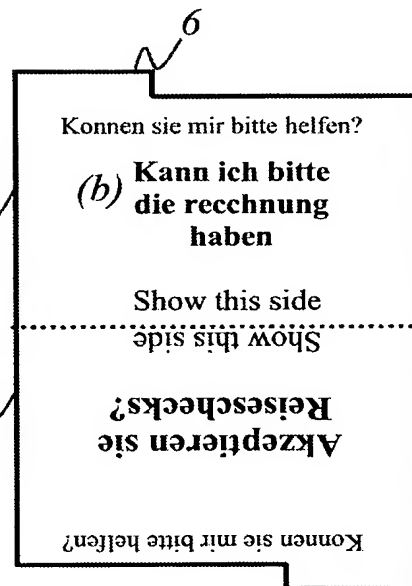 6
Konnen sie mir bitte helfen?
(b) Kann ich bitte
die recchnung
haben
Show this side
Show this side
Akzeptieren sie
Reiseschecks?
Konnen sie mir bitte helfen?